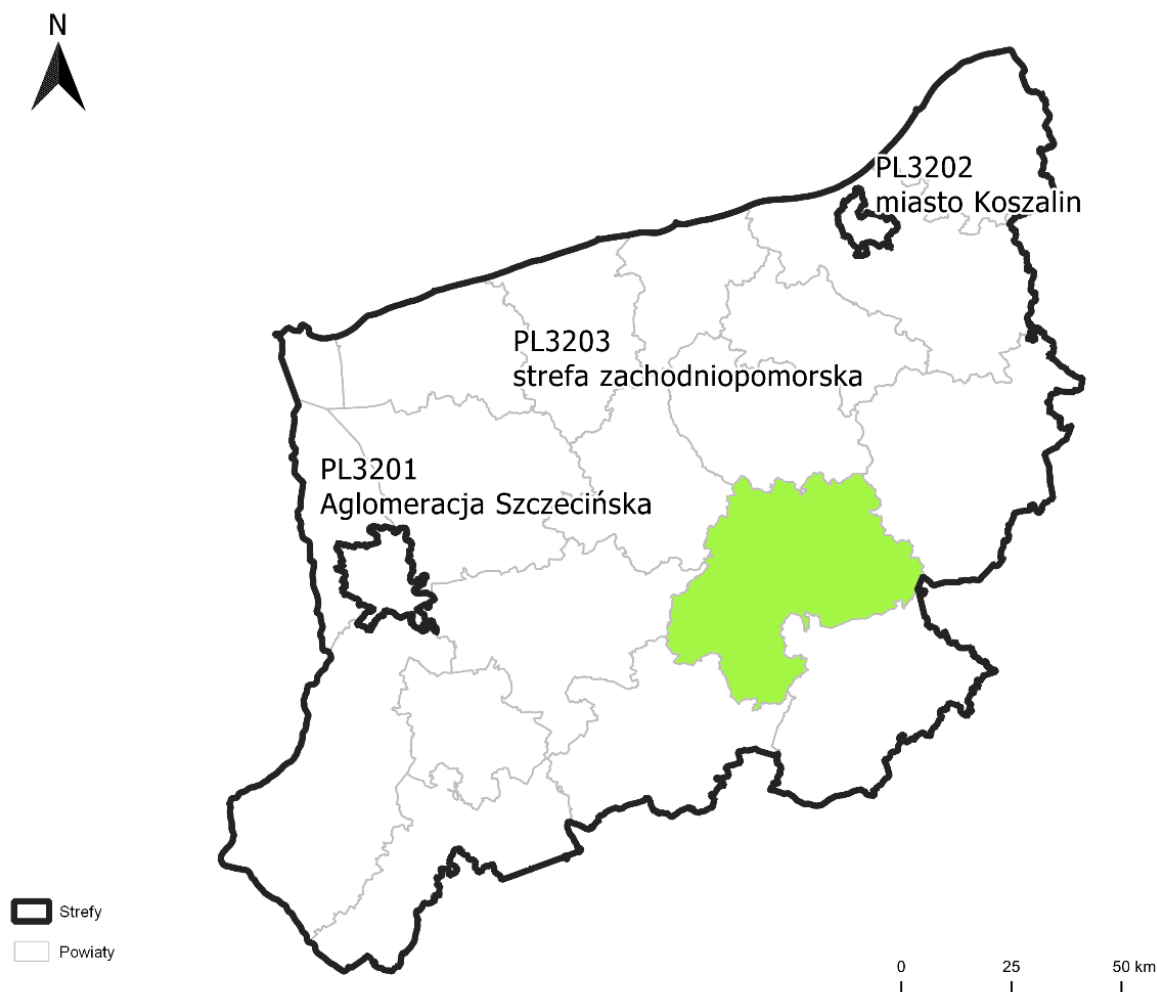 N
PL3202
miasto Koszalin
PL3203
strefa zachodniopomorska
PL3201
Aglomeracja Szczecińska
Strefy
Powiaty
0 25 50 km